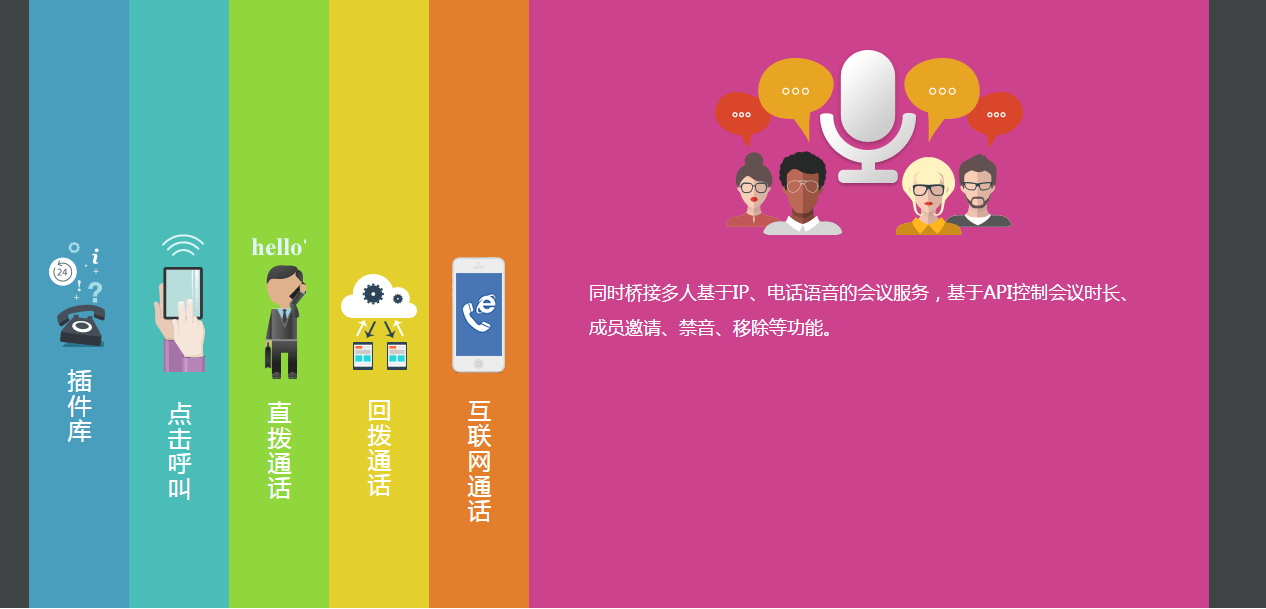 24
i
!
?
插件库
点击呼叫
hello
直拨通话
回拨通话
互联网通话
同时桥接多人基于IP、电话语音的会议服务，基于API控制会议时长、
成员邀请、禁音、移除等功能。